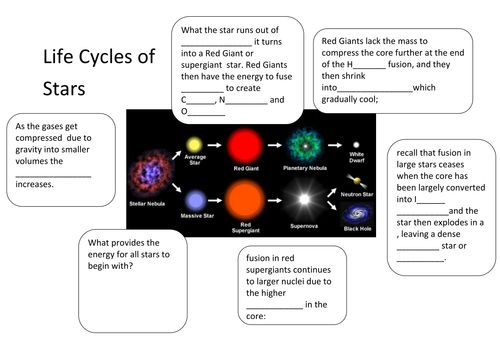 Life Cycles of
Stars
What the star runs out of
________________ it turns
into a Red Giant or
supergiant star. Red Giants
then have the energy to fuse
________ to create
C______, N_________ and
O________
Red Giants lack the mass to
compress the core further at the end
of the H_______ fusion, and they
then shrink
into________________which
gradually cool;
As the gases get
compressed due to
gravity into smaller
volumes the
________________
increases.
Stellar Nebula
Average
Star
Red Giant
Planetary Nebula
White
Dwarf
Massive Star
Red
Supergiant
Supernova
Neutron Star
Black Hole
recall that fusion in
large stars ceases
when the core has
been largely converted
into I______
___________and the
star then explodes in a
, leaving a dense
_________ star or
__________.
What provides the
energy for all stars to
begin with?
fusion in red
supergiants continues
to larger nuclei due to
the higher
____________ in the
core: